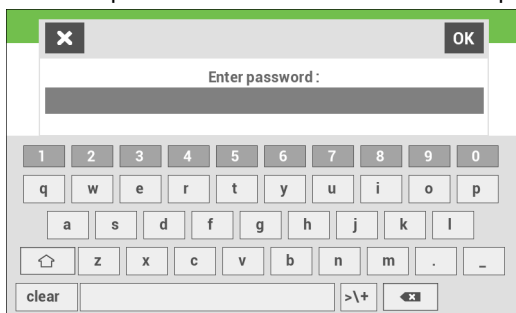 OK
Enter password :
1 2 3 4 5 6 7 8 9 0
q w e r t y u i o p
a s d f g h j k l
z x c v b n m . _
clear >\+